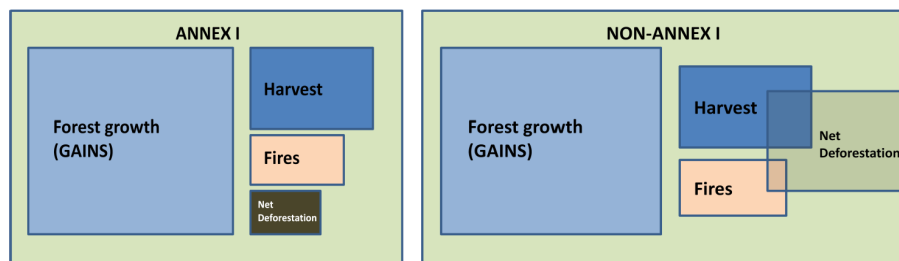 ANNEX I
Forest growth
(GAINS)
Harvest
Fires
Net
Deforestation
NON-ANNEX I
Forest growth
(GAINS)
Harvest
Net
Deforestation
Fires